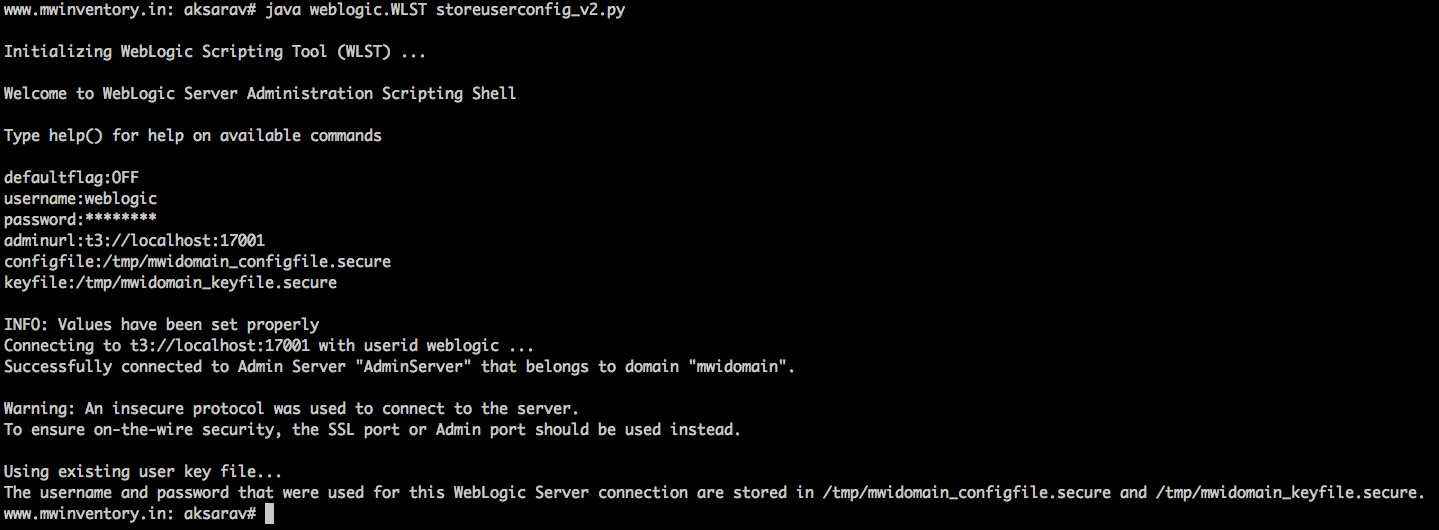 www.mwinventory.in: aksarav# java weblogic.WLST storeuserconfig_v2.py
Initializing WebLogic Scripting Tool (WLST) ...
Welcome to WebLogic Server Administration Scripting Shell
Type help() for help on available commands
defaultflag:OFF
username:weblogic
password:********
adminurl:t3://localhost:17001
configfile:/tmp/mwidomain_configfile.secure
keyfile:/tmp/mwidomain_keyfile.secure
INFO: Values have been set properly
Connecting to t3://localhost:17001 with userid weblogic ...
Successfully connected to Admin Server "AdminServer" that belongs to domain "mwidomain".
Warning: An insecure protocol was used to connect to the server.
To ensure on-the-wire security, the SSL port or Admin port should be used instead.
Using existing user key file...
The username and password that were used for this WebLogic Server connection are stored in /tmp/mwidomain_configfile.secure and /tmp/mwidomain_keyfile.secure.
www.mwinventory.in: aksarav#